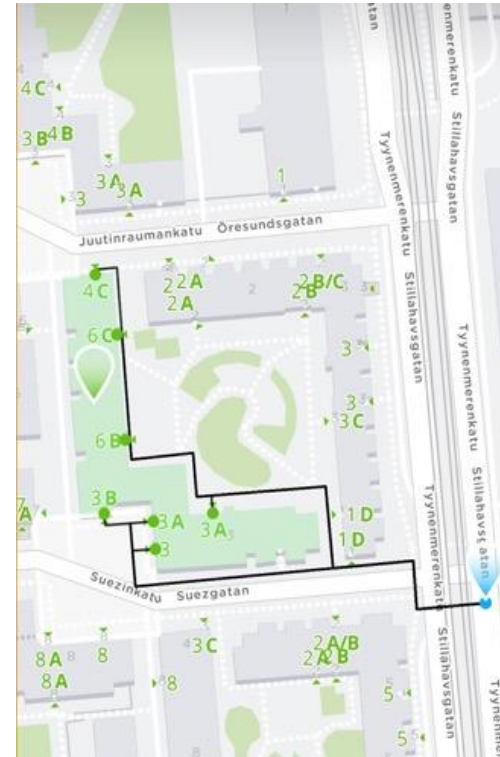 Tyynenmerenkatu Stillahavsgatan
4C
3B 4B
3A
3A
3
1
Juutinraumankatu Öresundsgatan
4C
2 2A
2A
2
2B/C
2B
6C
3
Tyynenmerenkatu Stillahavsgatan
3
3C
6B
3B
3A
3
3A
1D
1D
A
Suezinkatu Suezgatan
Tyynenmerenkatu Stillahavsgatan
8A
8
8A
3C
8
2A/B
2A
2B
5
5